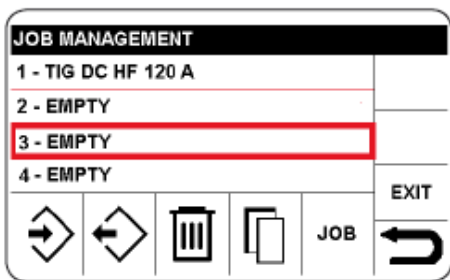 JOB MANAGEMENT
1 - TIG DC HF 120 A
2 - EMPTY
3 - EMPTY
4 - EMPTY
EXIT
JOB